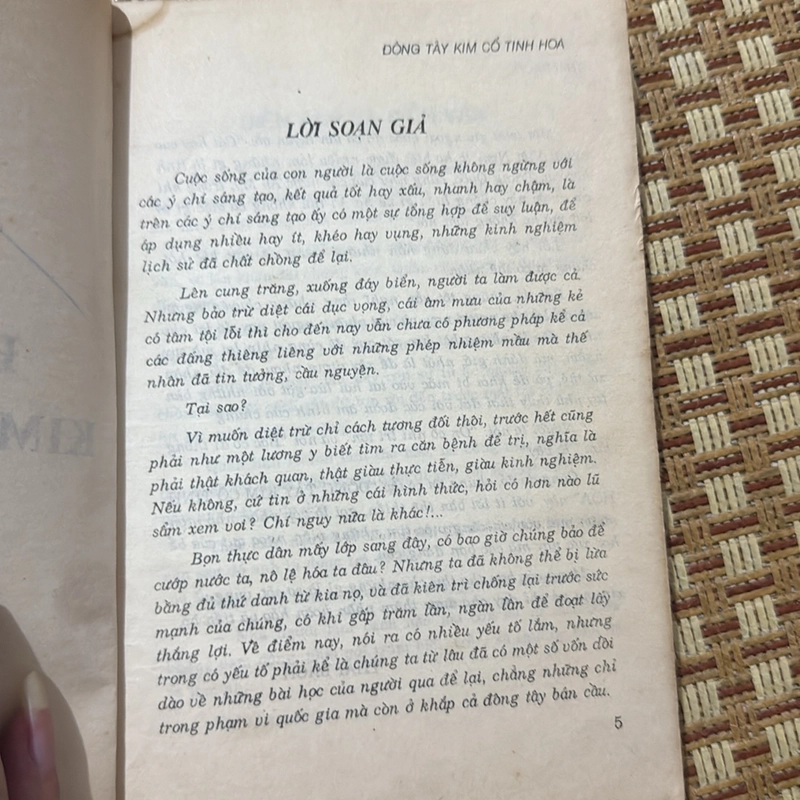 ĐÔNG TÂY KIM CỔ TINH HOA
LỜI SOẠN GIẢ
Cuộc sống của con người là cuộc sống không ngừng với
các ý chí sáng tạo, kết quả tốt hay xấu, nhanh hay chậm, là
trên các ý chí sáng tạo ấy có một sự tổng hợp để suy luận, để
áp dụng nhiều hay ít, khéo hay vụng, những kinh nghiệm
lịch sử đã chất chồng để lại.
Lên cung trăng, xuống đáy biển, người ta làm được cả.
Nhưng bảo trừ diệt cái dục vọng, cái âm mưu của những kẻ
có tâm tội lỗi thì cho đến nay vẫn chưa có phương pháp kể cả
các đấng thiêng liêng với những phép nhiệm mầu mà thế
nhân đã tin tưởng, cầu nguyện.
Tại sao?
Vì muốn diệt trừ chỉ cách tương đối thôi, trước hết cũng
phải như một lương y biết tìm ra căn bệnh để trị, nghĩa là
phải thật khách quan, thật giàu thực tiễn, giàu kinh nghiệm.
Nếu không, cứ tin ở những cái hình thức, hỏi có hơn nào lũ
sẩm xem voi? Chí nguy nữa là khác!...
Bọn thực dân mấy lớp sang đây, có bao giờ chúng bảo để
cướp nước ta, nô lệ hóa ta đâu? Nhưng ta đã không thể bị lừa
bằng đủ thứ danh từ kia nọ, và đã kiên trì chống lại trước sức
mạnh của chúng, có khi gấp trăm lần, ngàn lần để đoạt lấy
thắng lợi. Về điểm nay, nói ra có nhiều yếu tố lắm, nhưng
trong có yếu tố phải kể là chúng ta từ lâu đã có một số vốn dồi
dào về những bài học của người qua để lại, chẳng những chỉ
trong phạm vi quốc gia mà còn ở khắp cả đông tây bán cầu.
5
KIM